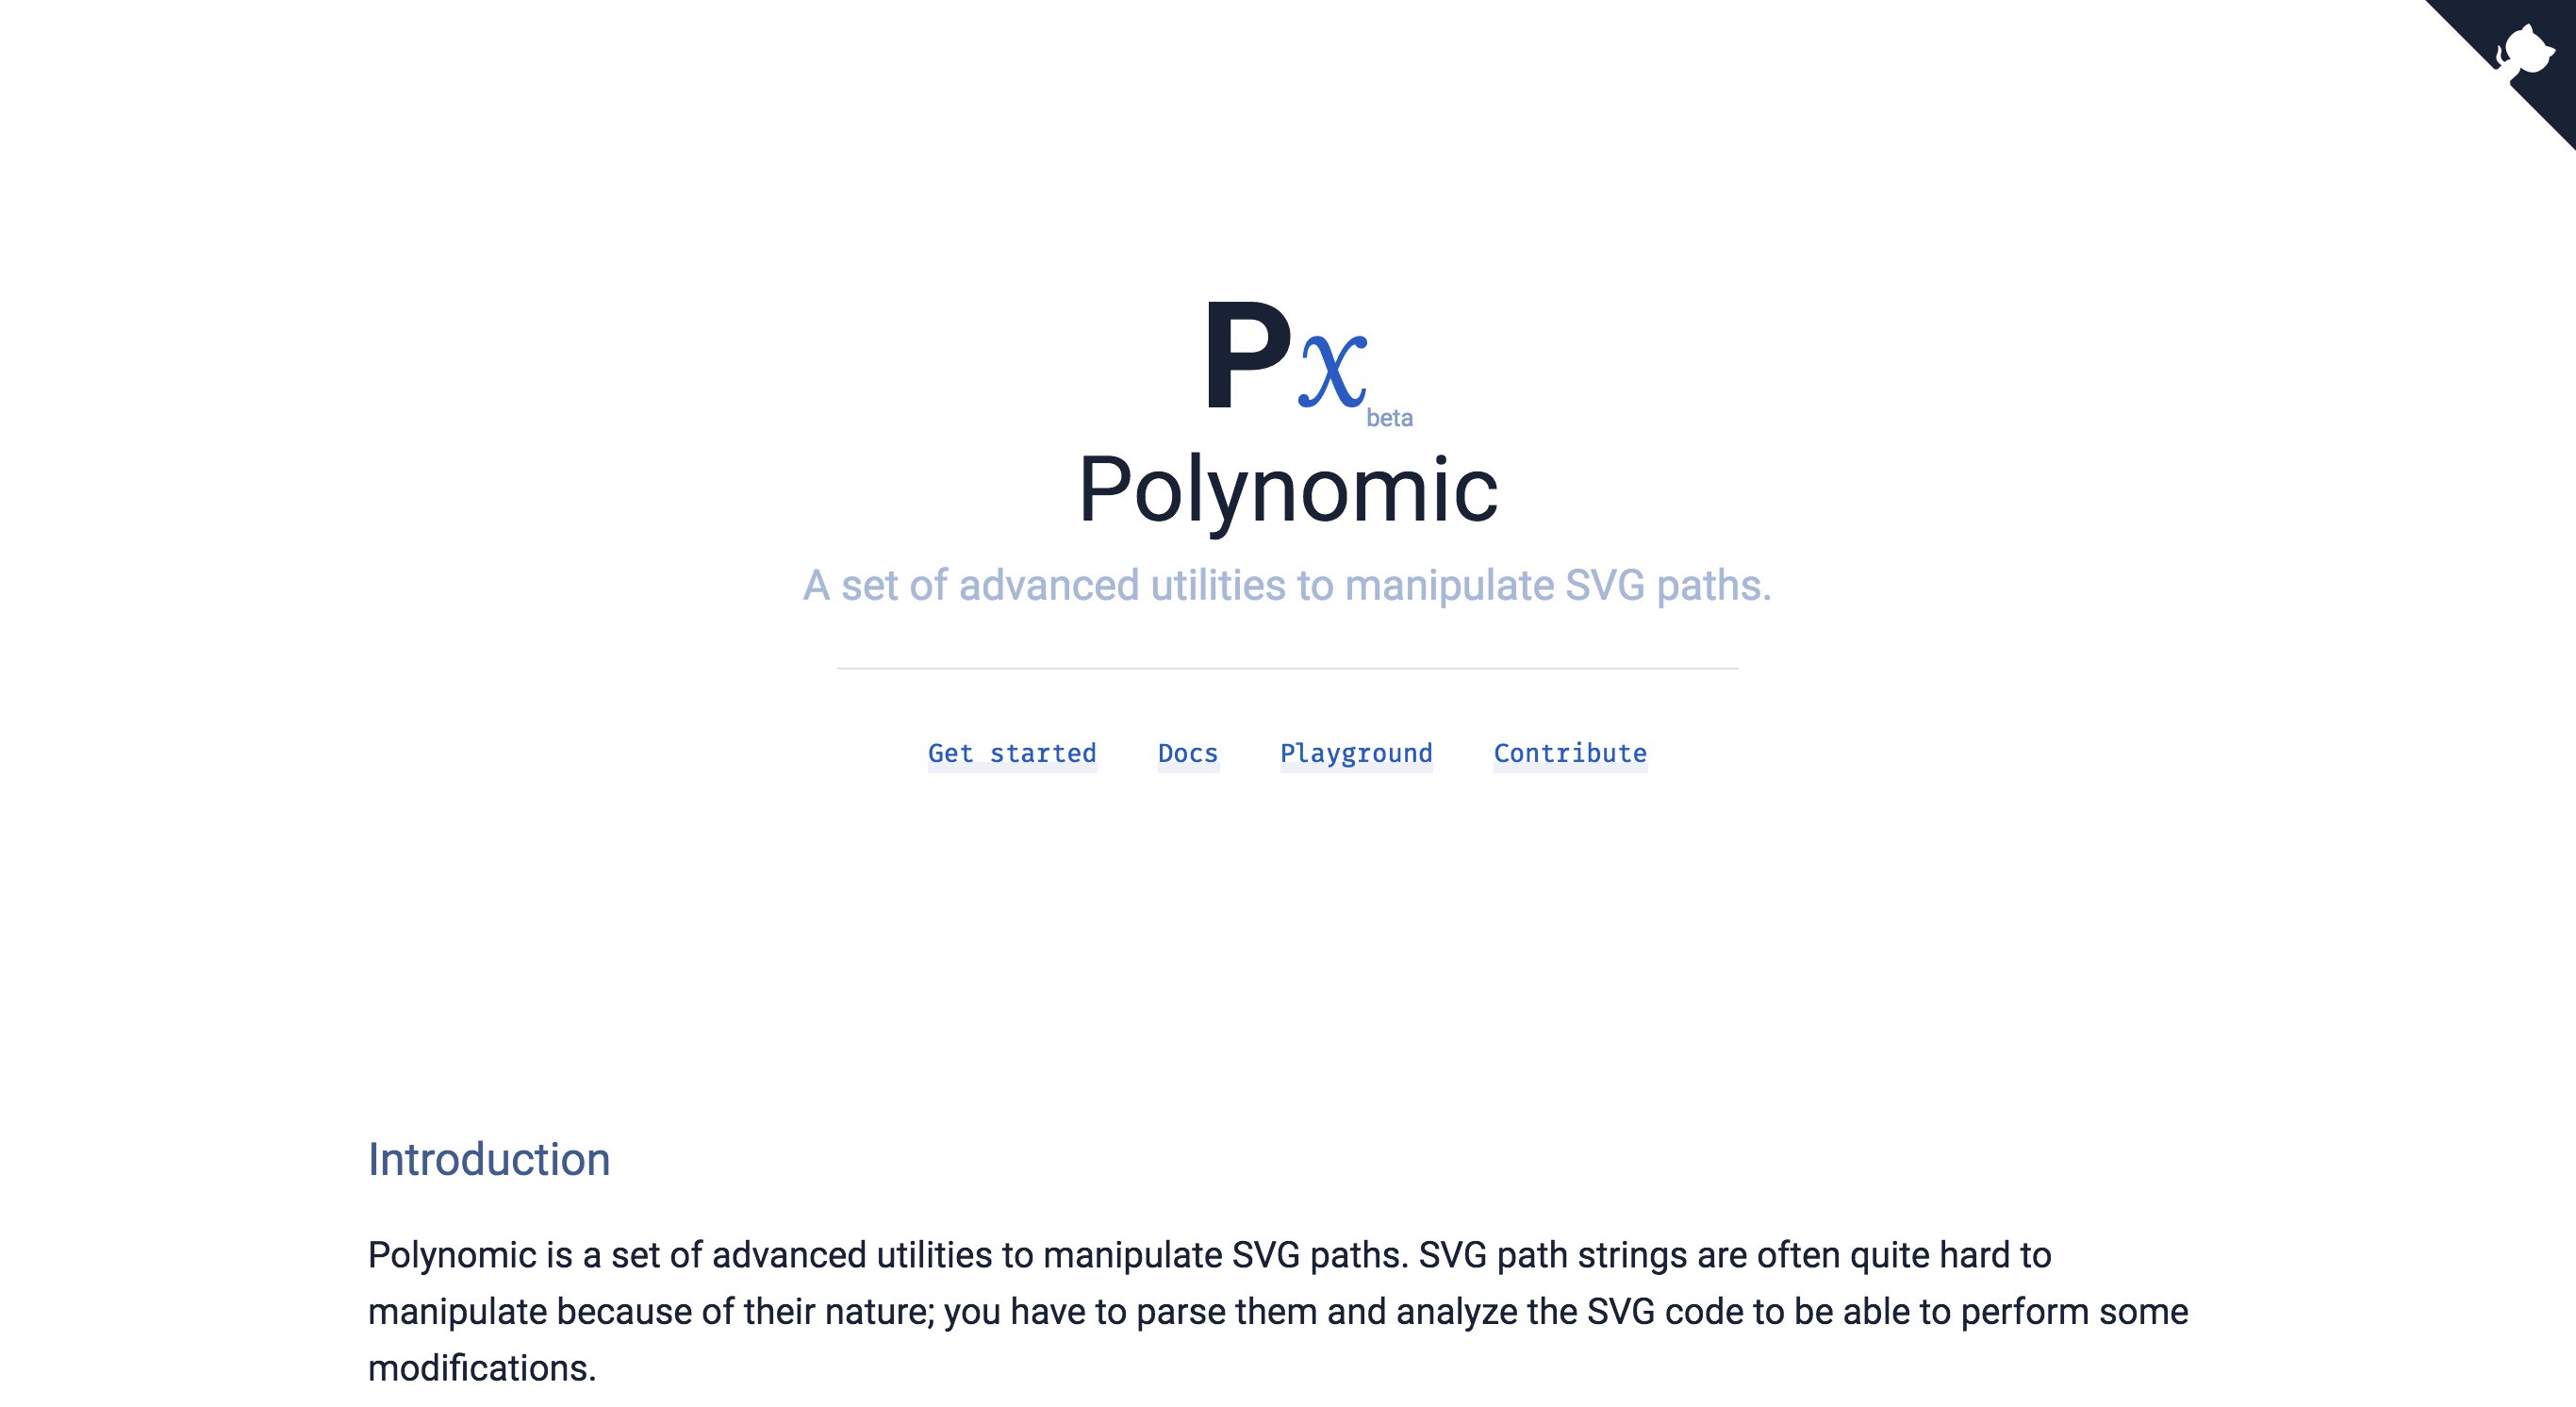 Px
beta
Polynomic
A set of advanced utilities to manipulate SVG paths.
Get started Docs Playground Contribute
Introduction
Polynomic is a set of advanced utilities to manipulate SVG paths. SVG path strings are often quite hard to
manipulate because of their nature; you have to parse them and analyze the SVG code to be able to perform some
modifications.